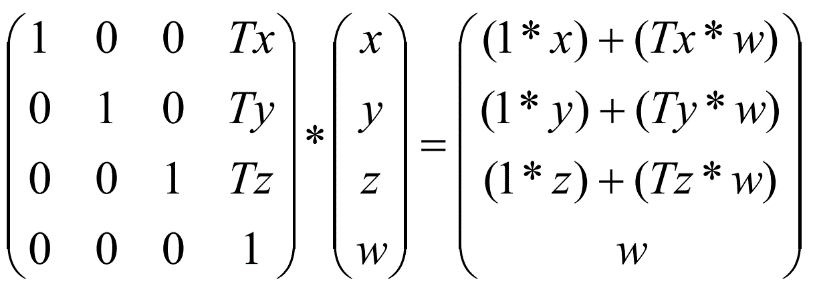 1 0 0 Tx x (1 * x) + (Tx * w)
0 1 0 Ty y (1 * y) + (Ty * w)
* =
0 0 1 Tz z (1 * z) + (Tz * w)
0 0 0 1 w w